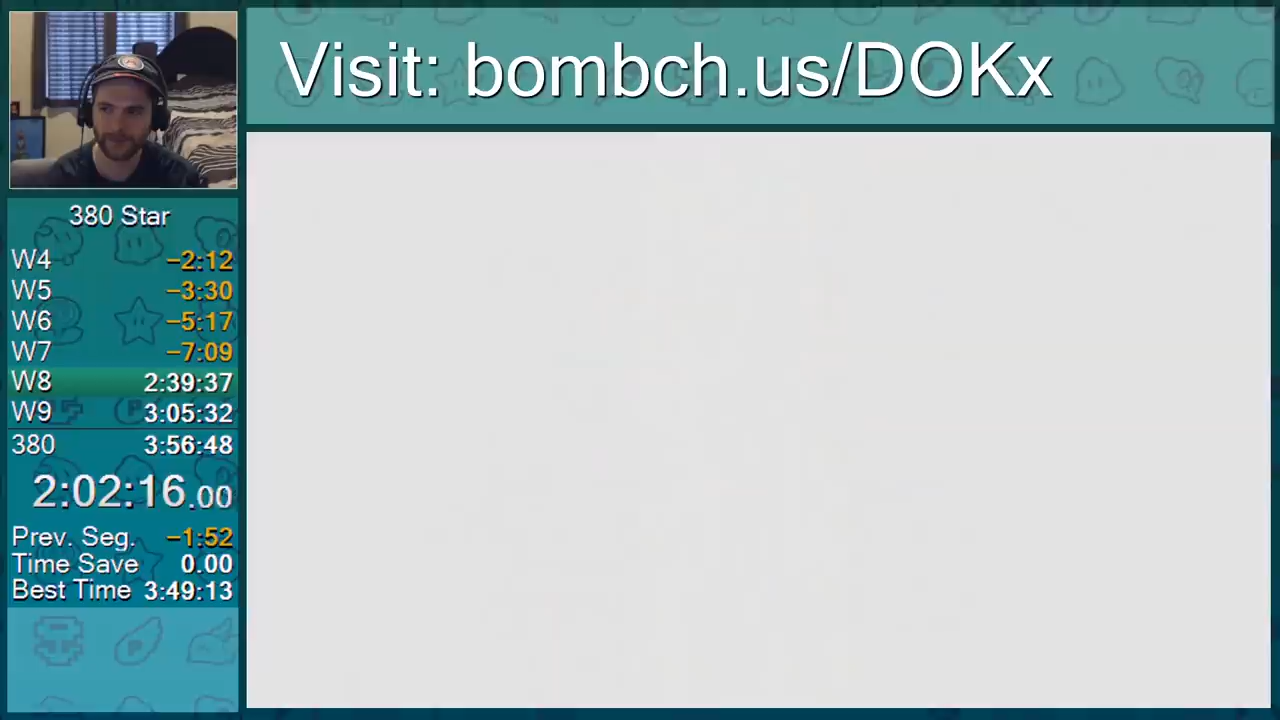 Visit: bombch.us/DOKx
380 Star
W4 -2:12
W5 -3:30
W6 -5:17
W7 -7:09
W8 2:39:37
W9 3:05:32
380 3:56:48
2:02:16.00
Prev. Seg. -1:52
Time Save 0.00
Best Time 3:49:13